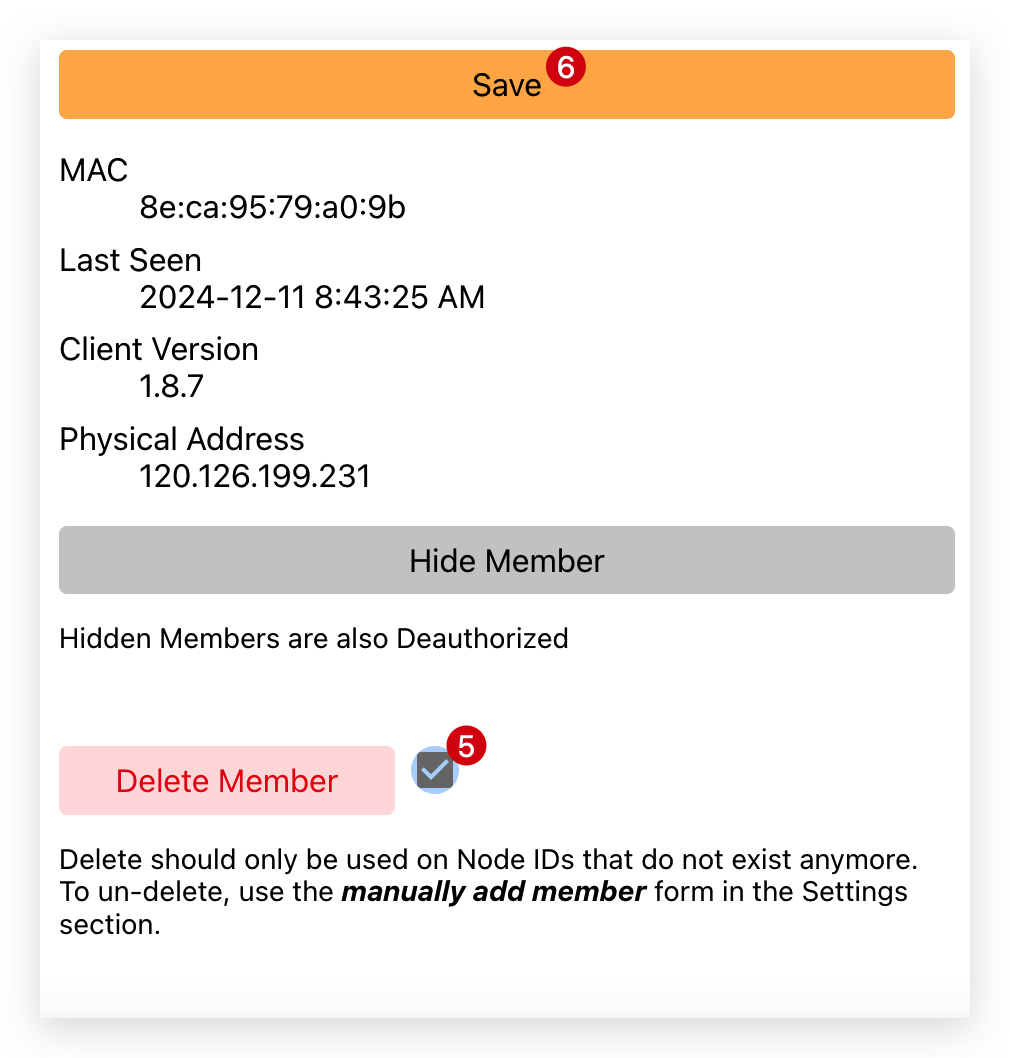 Save
6
MAC
8e:ca:95:79:a0:9b
Last Seen
2024-12-11 8:43:25 AM
Client Version
1.8.7
Physical Address
120.126.199.231
Hide Member
Hidden Members are also Deauthorized
5
Delete Member
Delete should only be used on Node IDs that do not exist anymore.
To un-delete, use the manually add member form in the Settings
section.